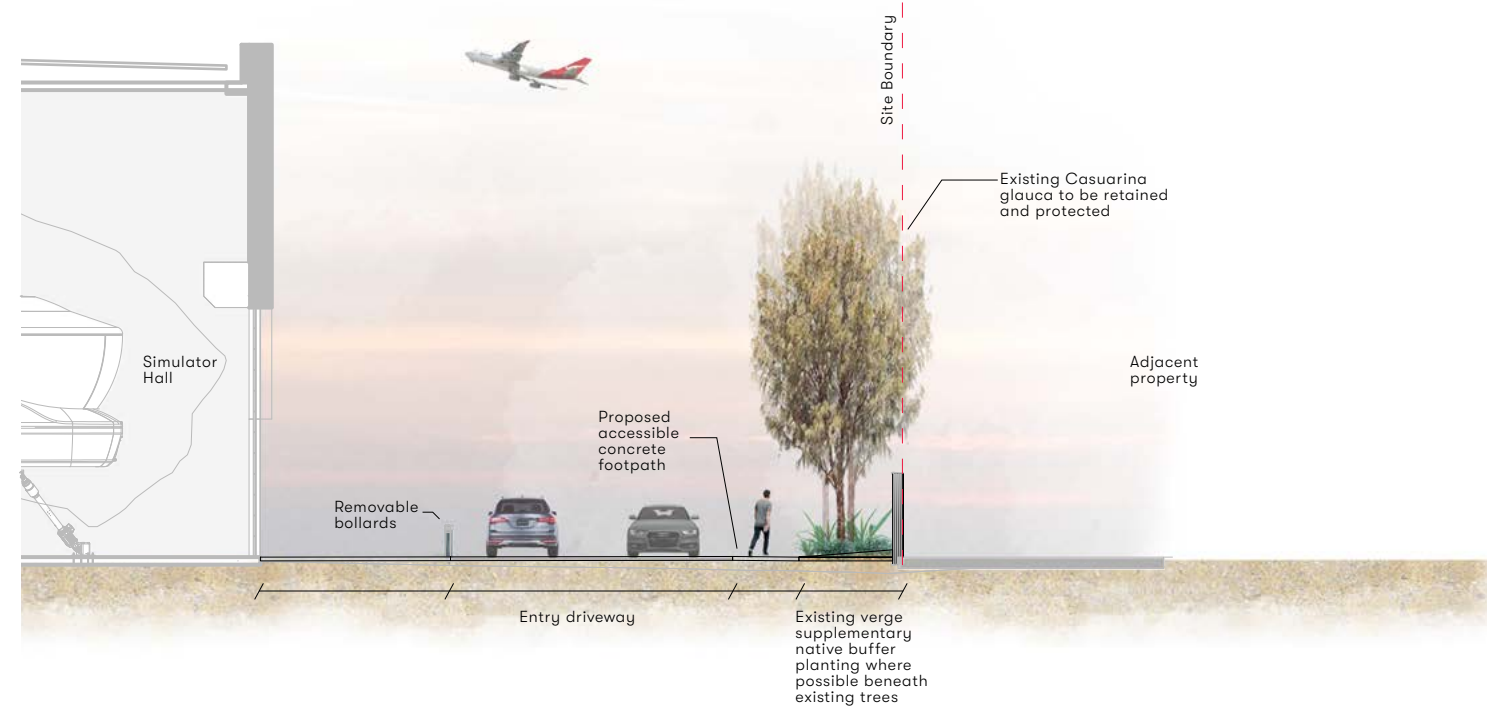 Site Boundary
Existing Casuarina
glauca to be retained
and protected
Simulator
Hall
Adjacent
property
Proposed
accessible
concrete
footpath
Removable
bollards
Entry driveway
Existing verge
supplementary
native buffer
planting where
possible beneath
existing trees